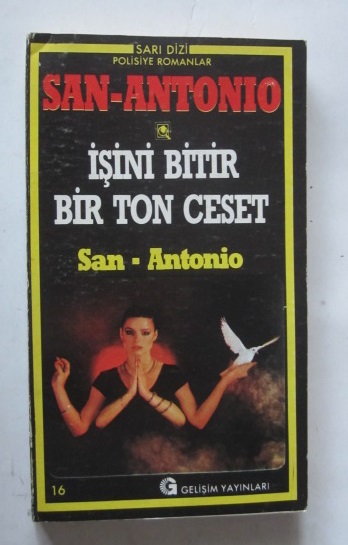 SARI DİZİ
POLİSİYE ROMANLAR
SAN-ANTONIO
İŞİNİ BİTİR
BİR TON CESET
San - Antonio
16
G GELİŞİM YAYINLARI